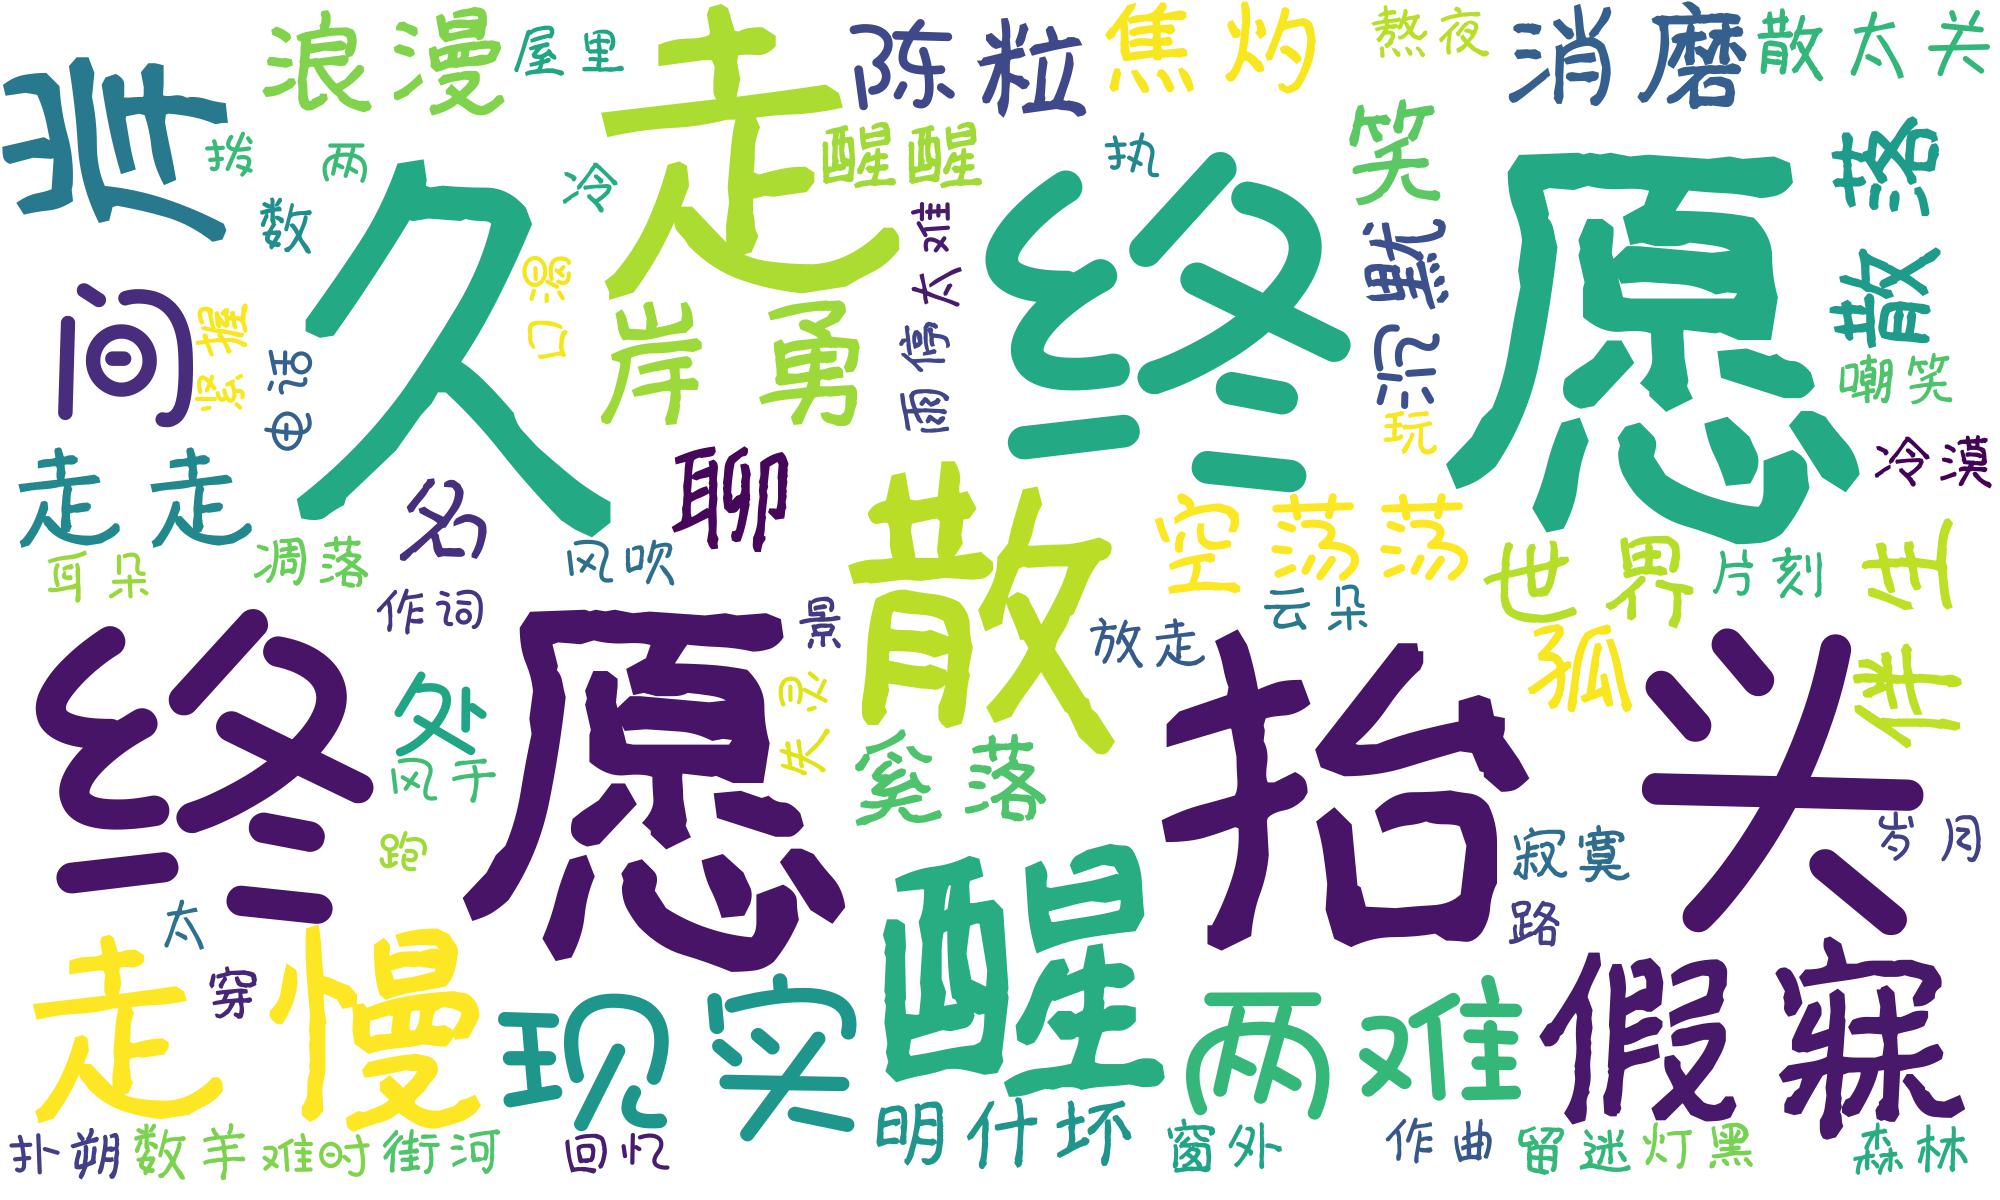 浪漫
屋里
走
陈粒
焦灼
熬夜
消磨
散太关
岸
拨
两
冷
醒醒
执
笑
落
散
数
久
口渴
岸勇
雨停太难
终愿
沉默
间
紧握
电话
玩
嘲笑
冷漠
走走
名
聊
散
空荡荡
世界
片刻
伴生
耳朵
凋落
风吹
作词
景
放走
云朵
孤
终愿
处
失灵
抬头
风干
奚落
跑
岁月
寂寞
太
醒
路
走慢
穿
现实
两难
假寐
扑朔
数羊
难时
街河
回忆
明什坏
窗外
作曲
留迷
灯黑
森林